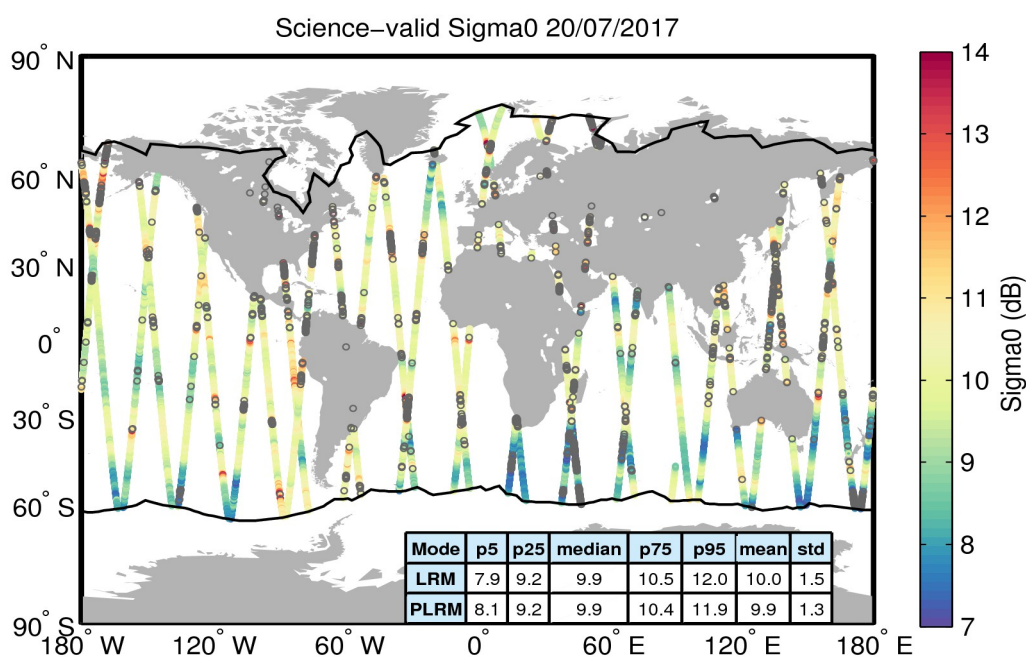 Science−valid Sigma0 20/07/2017
90° N
60° N
30° N
0°
30° S
60° S
90° S
180° W
120° W
60° W
0°
60° E
120° E
180° E
Mode p5 p25 median p75 p95 mean std
LRM 7.9 9.2 9.9 10.5 12.0 10.0 1.5
PLRM 8.1 9.2 9.9 10.4 11.9 9.9 1.3
14
13
12
11
10
9
8
7
Sigma0 (dB)